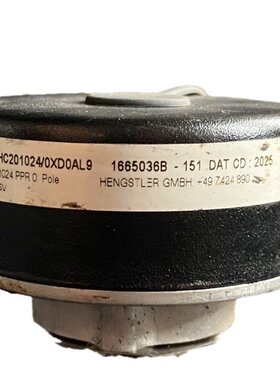 HC201024/0XD0AL9 1665036B - 151 DAT CD: 2025
1024 PPR 0 Pole HENGSTLER GMBH: +49 7424 890